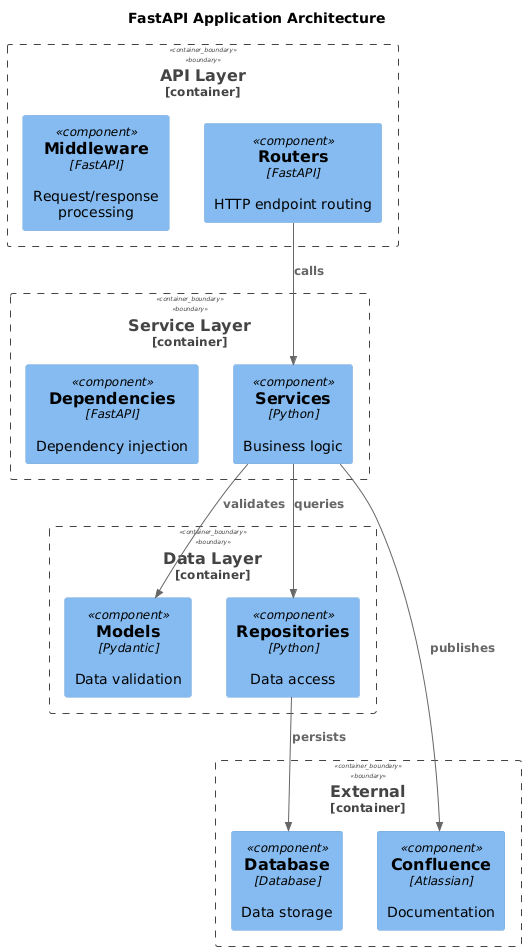 FastAPI Application Architecture
«container_boundary»
«boundary»
API Layer
[container]
«component»
Middleware
[FastAPI]
Request/response
processing
«component»
Routers
[FastAPI]
HTTP endpoint routing
calls
«container_boundary»
«boundary»
Service Layer
[container]
«component»
Dependencies
[FastAPI]
Dependency injection
«component»
Services
[Python]
Business logic
validates
queries
«container_boundary»
«boundary»
Data Layer
[container]
«component»
Models
[Pydantic]
Data validation
«component»
Repositories
[Python]
Data access
publishes
persists
«container_boundary»
«boundary»
External
[container]
«component»
Database
[Database]
Data storage
«component»
Confluence
[Atlassian]
Documentation